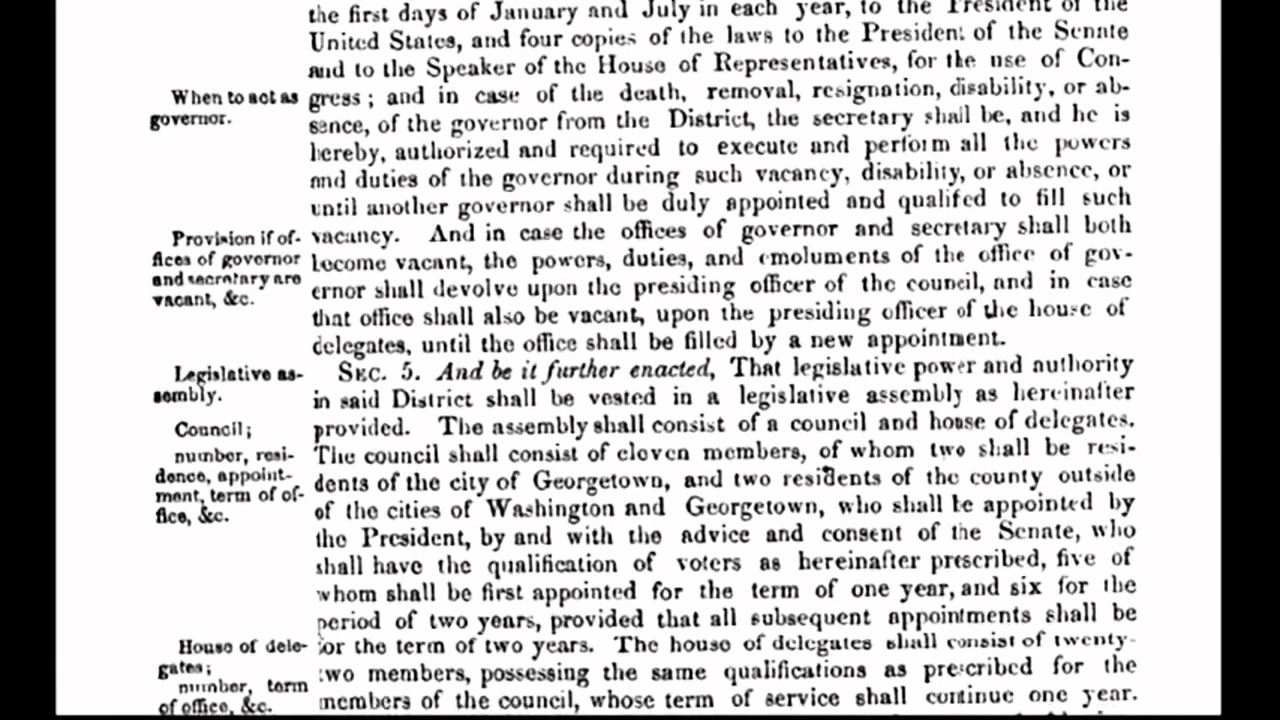 the first days of January and July in each year, to the President of the
United States, and four copies of the laws to the President of the Senate
and to the Speaker of the House of Representatives, for the use of Con-
When to act as
governor.
gress; and in case of the death, removal, resignation, disability, or ab-
sence, of the governor from the District, the secretary shall be, and he is
hereby, authorized and required to execute and perform all the powers
and duties of the governor during such vacancy, disability, or absence, or
until another governor shall be duly appointed and qualifed to fill such
Provision if of-
fices of governor
and secretary are
vacant, &c.
vacancy. And in case the offices of governor and secretary shall both
become vacant, the powers, duties, and emoluments of the office of gov-
ernor shall devolve upon the presiding officer of the council, and in case
that office shall also be vacant, upon the presiding officer of the house of
delegates, until the office shall be filled by a new appointment.
Legislative as-
sembly.
SEC. 5. And be it further enacted, That legislative power and authority
in said District shall be vested in a legislative assembly as hereinafter
Council;
number, resi-
dence, appoint-
ment, term of of-
fice, &c.
provided. The assembly shall consist of a council and house of delegates.
The council shall consist of eleven members, of whom two shall be resi-
dents of the city of Georgetown, and two residents of the county outside
of the cities of Washington and Georgetown, who shall be appointed by
the President, by and with the advice and consent of the Senate, who
shall have the qualification of voters as hereinafter prescribed, five of
whom shall be first appointed for the term of one year, and six for the
period of two years, provided that all subsequent appointments shall be
House of dele-
gates;
number, term
of office, &c.
for the term of two years. The house of delegates shall consist of twenty-
two members, possessing the same qualifications as prescribed for the
members of the council, whose term of service shall continue one year.